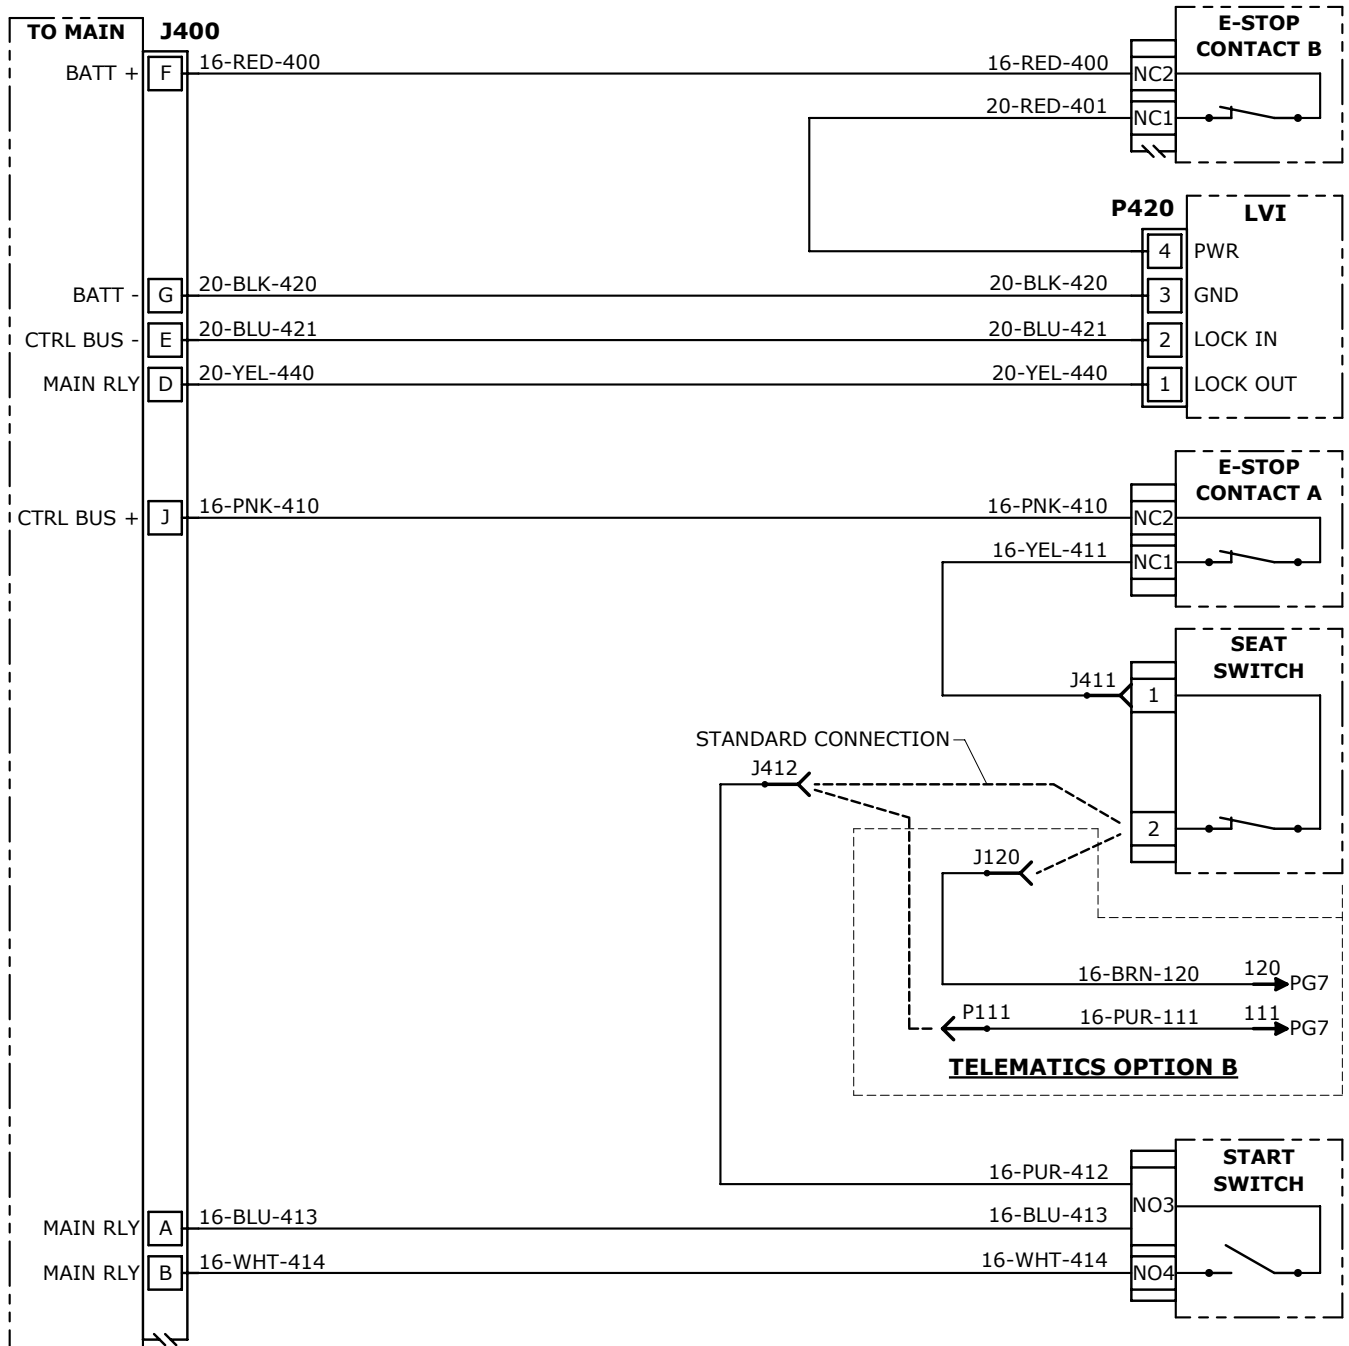 TO MAIN
J400
E-STOP
CONTACT B
BATT +
F
16-RED-400
16-RED-400
NC2
20-RED-401
NC1
P420
LVI
4
PWR
BATT -
G
20-BLK-420
20-BLK-420
3
GND
CTRL BUS -
E
20-BLU-421
20-BLU-421
2
LOCK IN
MAIN RLY
D
20-YEL-440
20-YEL-440
1
LOCK OUT
E-STOP
CONTACT A
CTRL BUS +
J
16-PNK-410
16-PNK-410
NC2
16-YEL-411
NC1
SEAT
SWITCH
J411
1
STANDARD CONNECTION
J412
2
J120
16-BRN-120
120
PG7
P111
16-PUR-111
111
PG7
TELEMATICS OPTION B
START
SWITCH
16-PUR-412
NO3
MAIN RLY
A
16-BLU-413
16-BLU-413
MAIN RLY
B
16-WHT-414
16-WHT-414
NO4